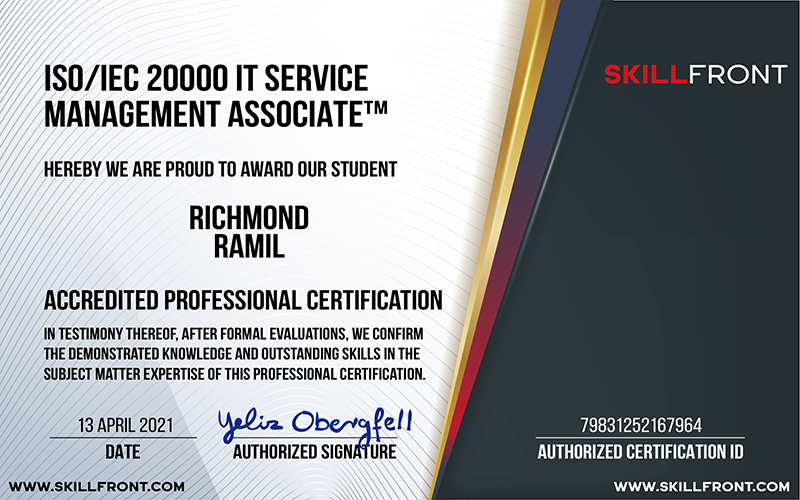 ISO/IEC 20000 IT SERVICE
MANAGEMENT ASSOCIATE™
SKILLFRONT
HEREBY WE ARE PROUD TO AWARD OUR STUDENT
RICHMOND
RAMIL
ACCREDITED PROFESSIONAL CERTIFICATION
IN TESTIMONY THEREOF, AFTER FORMAL EVALUATIONS, WE CONFIRM
THE DEMONSTRATED KNOWLEDGE AND OUTSTANDING SKILLS IN THE
SUBJECT MATTER EXPERTISE OF THIS PROFESSIONAL CERTIFICATION.
13 APRIL 2021
DATE
Yeliz Obergfell
AUTHORIZED SIGNATURE
79831252167964
AUTHORIZED CERTIFICATION ID
WWW.SKILLFRONT.COM
WWW.SKILLFRONT.COM